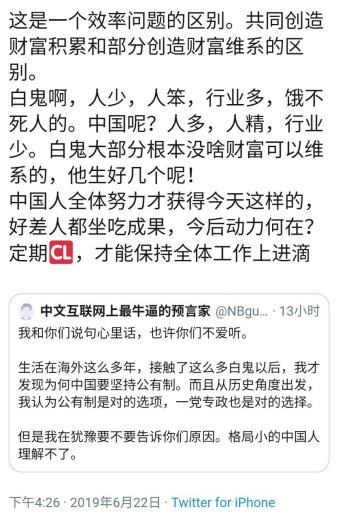 这是一个效率问题的区别。共同创造
财富积累和部分创造财富维系的区
别。
白鬼啊，人少，人笨，行业多，饿不
死人的。中国呢？人多，人精，行业
少。白鬼大部分根本没啥财富可以维
系的，他生好几个呢！
中国人全体努力才获得今天这样的，
好差人都坐吃成果，今后动力何在？
定期🆑，才能保持全体工作上进滴
中文互联网上最牛逼的预言家 @NBgu... · 13小时
我和你们说句心里话，也许你们不爱听。
生活在海外这么多年，接触了这么多白鬼以后，我才
发现为何中国要坚持公有制。而且从历史角度出发，
我认为公有制是对的选项，一党专政也是对的选择。
但是我在犹豫要不要告诉你们原因。格局小的中国人
理解不了。
下午4:26 · 2019年6月22日 · Twitter for iPhone